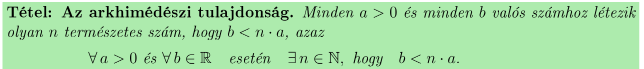 Tétel: Az arkhimédészi tulajdonság. Minden a > 0 és minden b valós számhoz létezik
olyan n természetes szám, hogy b < n · a, azaz
∀ a > 0 és ∀ b ∈ ℝ esetén ∃ n ∈ ℕ, hogy b < n · a.